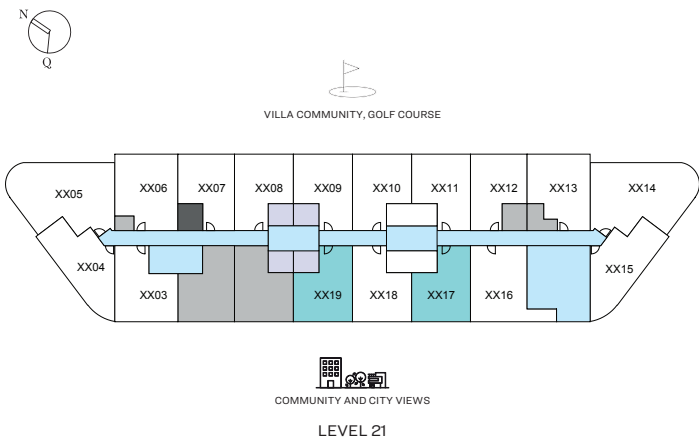 N
Q
VILLA COMMUNITY, GOLF COURSE
XX05 XX06 XX07 XX08 XX09 XX10 XX11 XX12 XX13 XX14
XX04 XX03 XX19 XX18 XX17 XX16 XX15
COMMUNITY AND CITY VIEWS
LEVEL 21